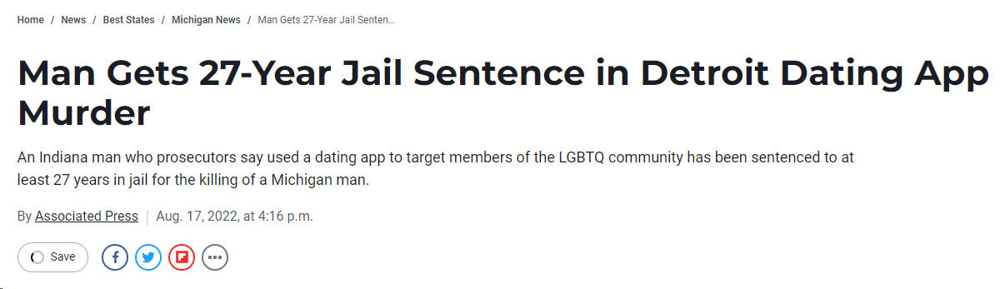 Home / News / Best States / Michigan News / Man Gets 27-Year Jail Senten...
Man Gets 27-Year Jail Sentence in Detroit Dating App
Murder
An Indiana man who prosecutors say used a dating app to target members of the LGBTQ community has been sentenced to at
least 27 years in jail for the killing of a Michigan man.
By Associated Press | Aug. 17, 2022, at 4:16 p.m.
Save